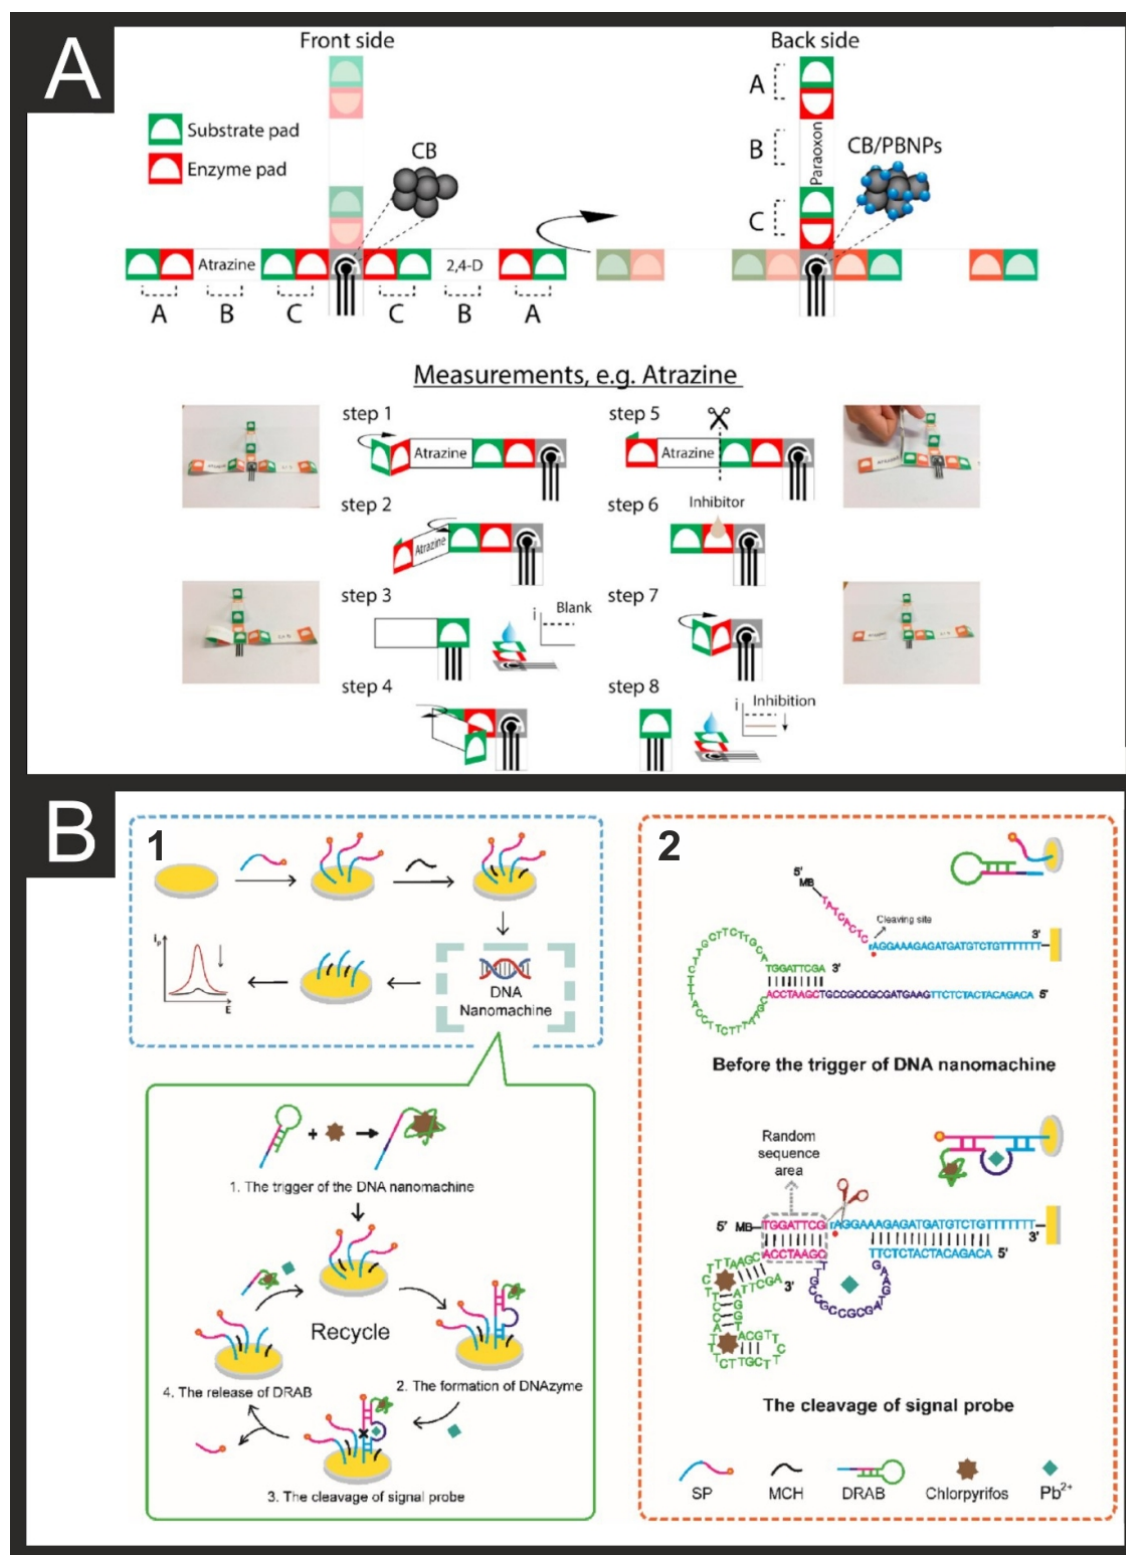 A
Front side
Back side
Substrate pad
Enzyme pad
CB
A
B
C
Paraoxon
CB/PBNPs
Atrazine
2,4-D
A
B
C
C
B
A
Measurements, e.g. Atrazine
step 1
Atrazine
step 5
Atrazine
step 2
Atrazine
step 6
Inhibitor
step 3
i
Blank
step 7
step 4
step 8
i
Inhibition
B
1
iₚ
E
DNA
Nanomachine
1. The trigger of the DNA nanomachine
Recycle
2. The formation of DNAzyme
4. The release of DRAB
3. The cleavage of signal probe
2
5'
MB
TATCACTC
Cleaving site
rAGGAAAGAGATGATGTCTGTTTTTTT
3'
TGGATTCGA 3'
ACCTAAGCTGCCGCCGCGATGAAGTTCTCTACTACAGACA 5'
Before the trigger of DNA nanomachine
Random
sequence
area
5' MB TGGATTCG rAGGAAAGAGATGATGTCTGTTTTTTT
3'
ACCTAAGC
TTCTCTACTACAGACA 5'
3'
The cleavage of signal probe
SP
MCH
DRAB
Chlorpyrifos
Pb²⁺